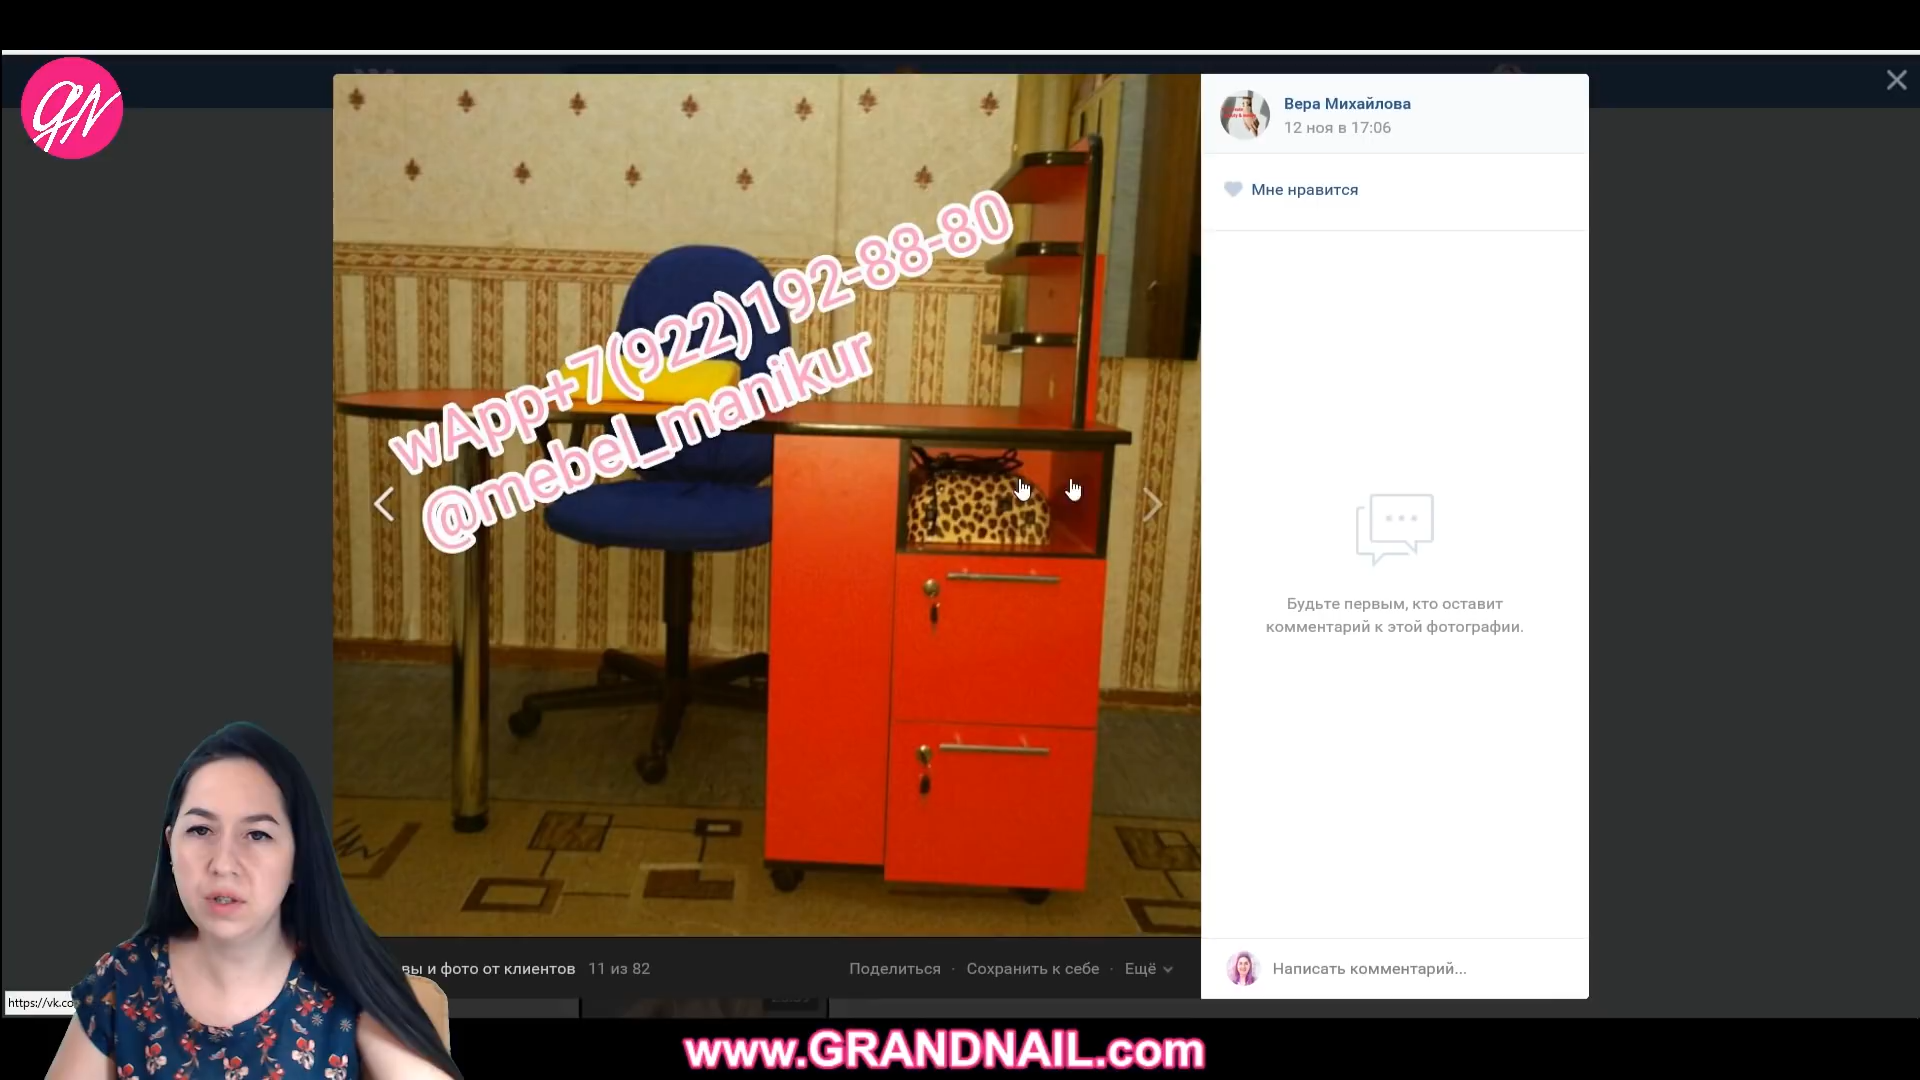 GN
Вера Михайлова
12 ноя в 17:06
Мне нравится
wApp+7(922)192-88-80
@mebel_manikur
Будьте первым, кто оставит
комментарий к этой фотографии.
вы и фото от клиентов 11 из 82
Поделиться · Сохранить к себе · Ещё
Написать комментарий...
https://vk.co
www.GRANDNAIL.com